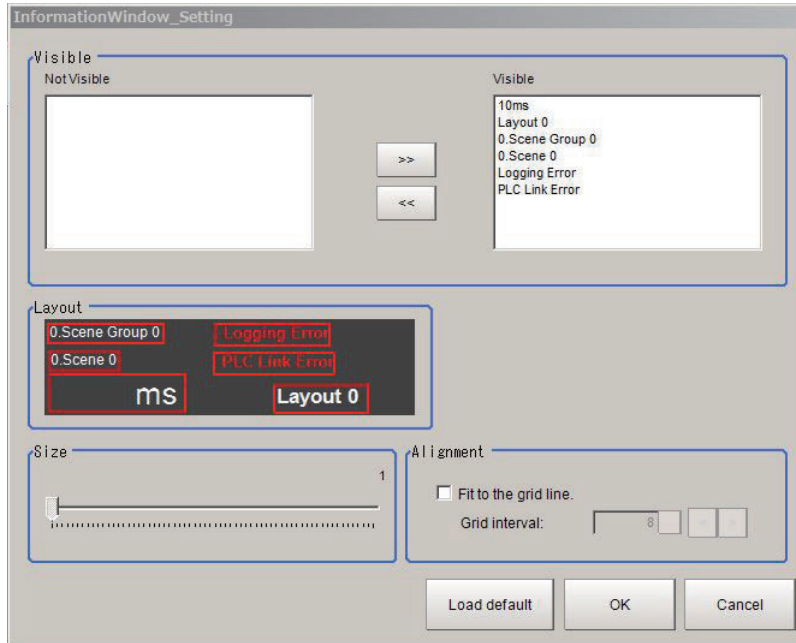 InformationWindow_Setting
Visible
Not Visible
Visible
10ms
Layout 0
0.Scene Group 0
0.Scene 0
Logging Error
PLC Link Error
>>
<<
Layout
0.Scene Group 0
Logging Error
0.Scene 0
PLC Link Error
ms
Layout 0
Size
1
Alignment
Fit to the grid line.
Grid interval:
8
Load default
OK
Cancel